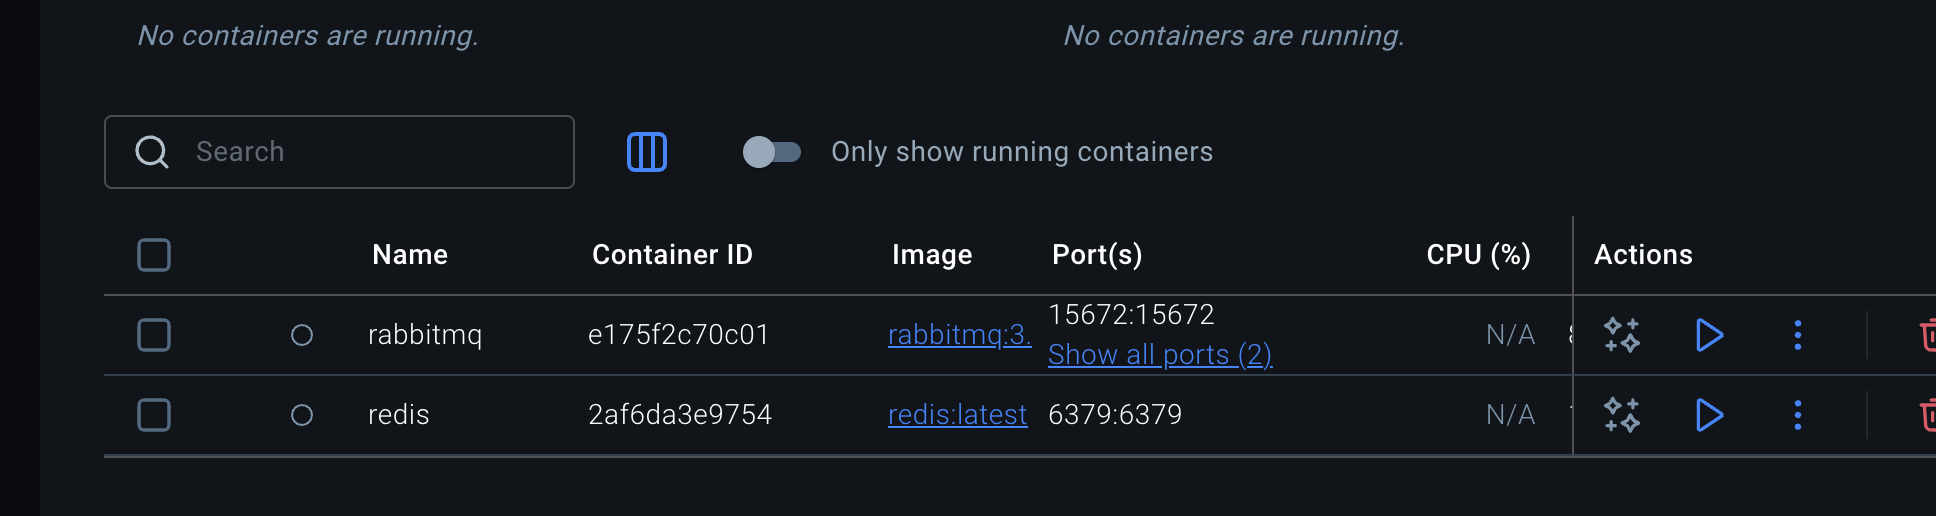 No containers are running. No containers are running.
Search Only show running containers
Name Container ID Image Port(s) CPU (%) Actions
rabbitmq e175f2c70c01 rabbitmq:3. 15672:15672 N/A
Show all ports (2)
redis 2af6da3e9754 redis:latest 6379:6379 N/A